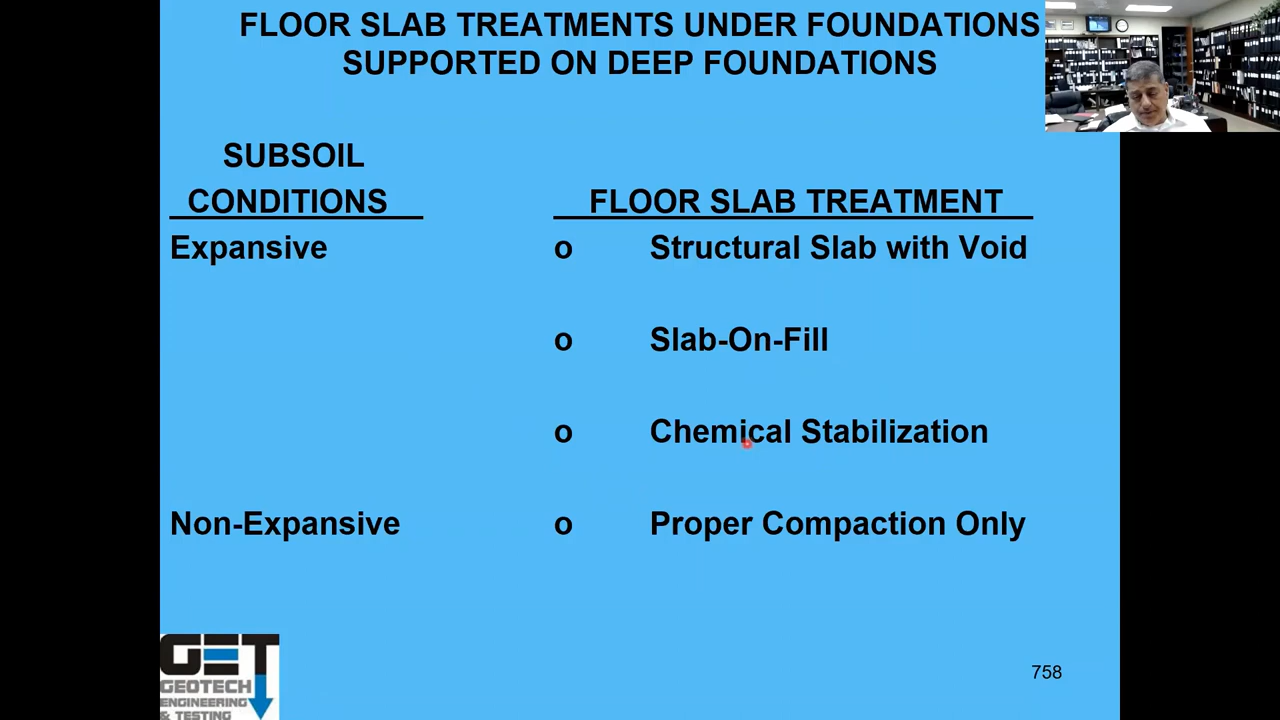 FLOOR SLAB TREATMENTS UNDER FOUNDATIONS
SUPPORTED ON DEEP FOUNDATIONS
SUBSOIL
CONDITIONS FLOOR SLAB TREATMENT
Expansive o Structural Slab with Void
o Slab-On-Fill
o Chemical Stabilization
Non-Expansive o Proper Compaction Only
GET
GEOTECH
ENGINEERING
& TESTING
758